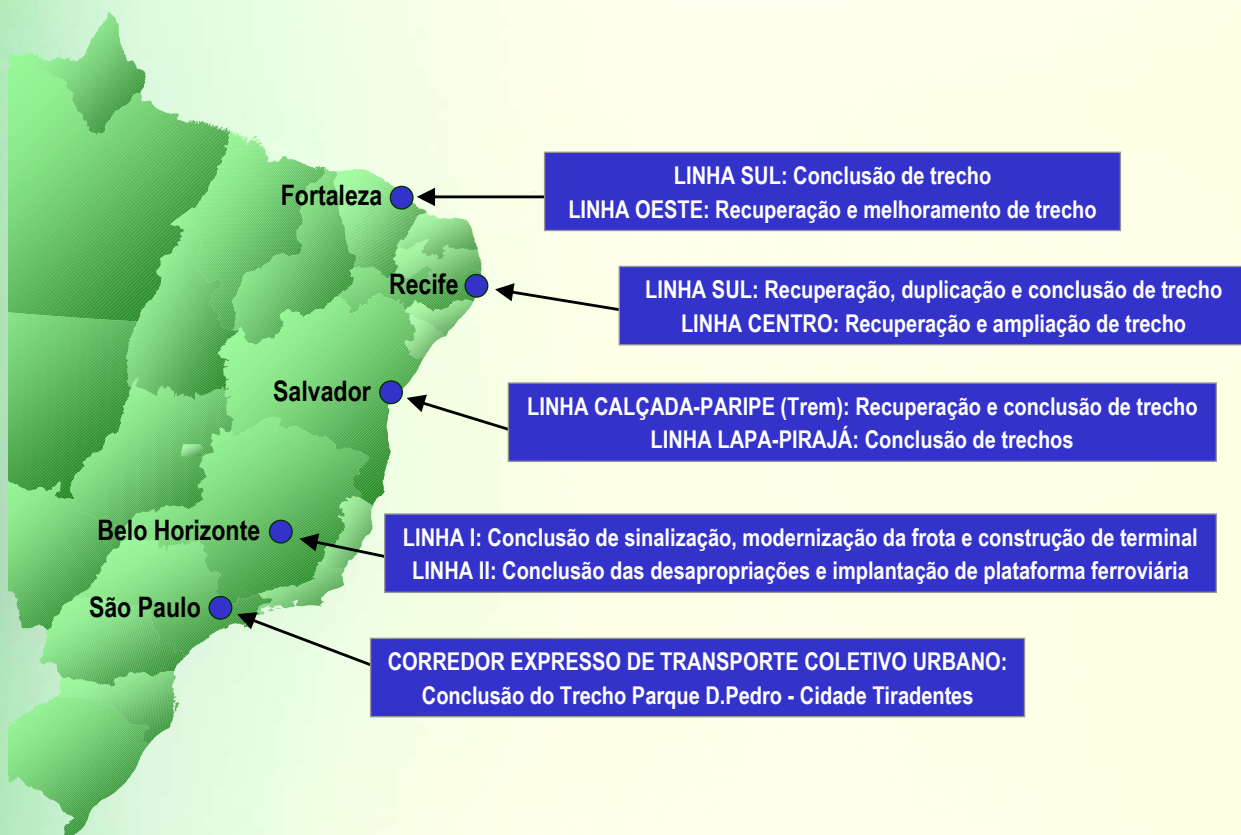 Fortaleza
LINHA SUL: Conclusão de trecho
LINHA OESTE: Recuperação e melhoramento de trecho
Recife
LINHA SUL: Recuperação, duplicação e conclusão de trecho
LINHA CENTRO: Recuperação e ampliação de trecho
Salvador
LINHA CALÇADA-PARIPE (Trem): Recuperação e conclusão de trecho
LINHA LAPA-PIRAJÁ: Conclusão de trechos
Belo Horizonte
LINHA I: Conclusão de sinalização, modernização da frota e construção de terminal
LINHA II: Conclusão das desapropriações e implantação de plataforma ferroviária
São Paulo
CORREDOR EXPRESSO DE TRANSPORTE COLETIVO URBANO:
Conclusão do Trecho Parque D.Pedro - Cidade Tiradentes